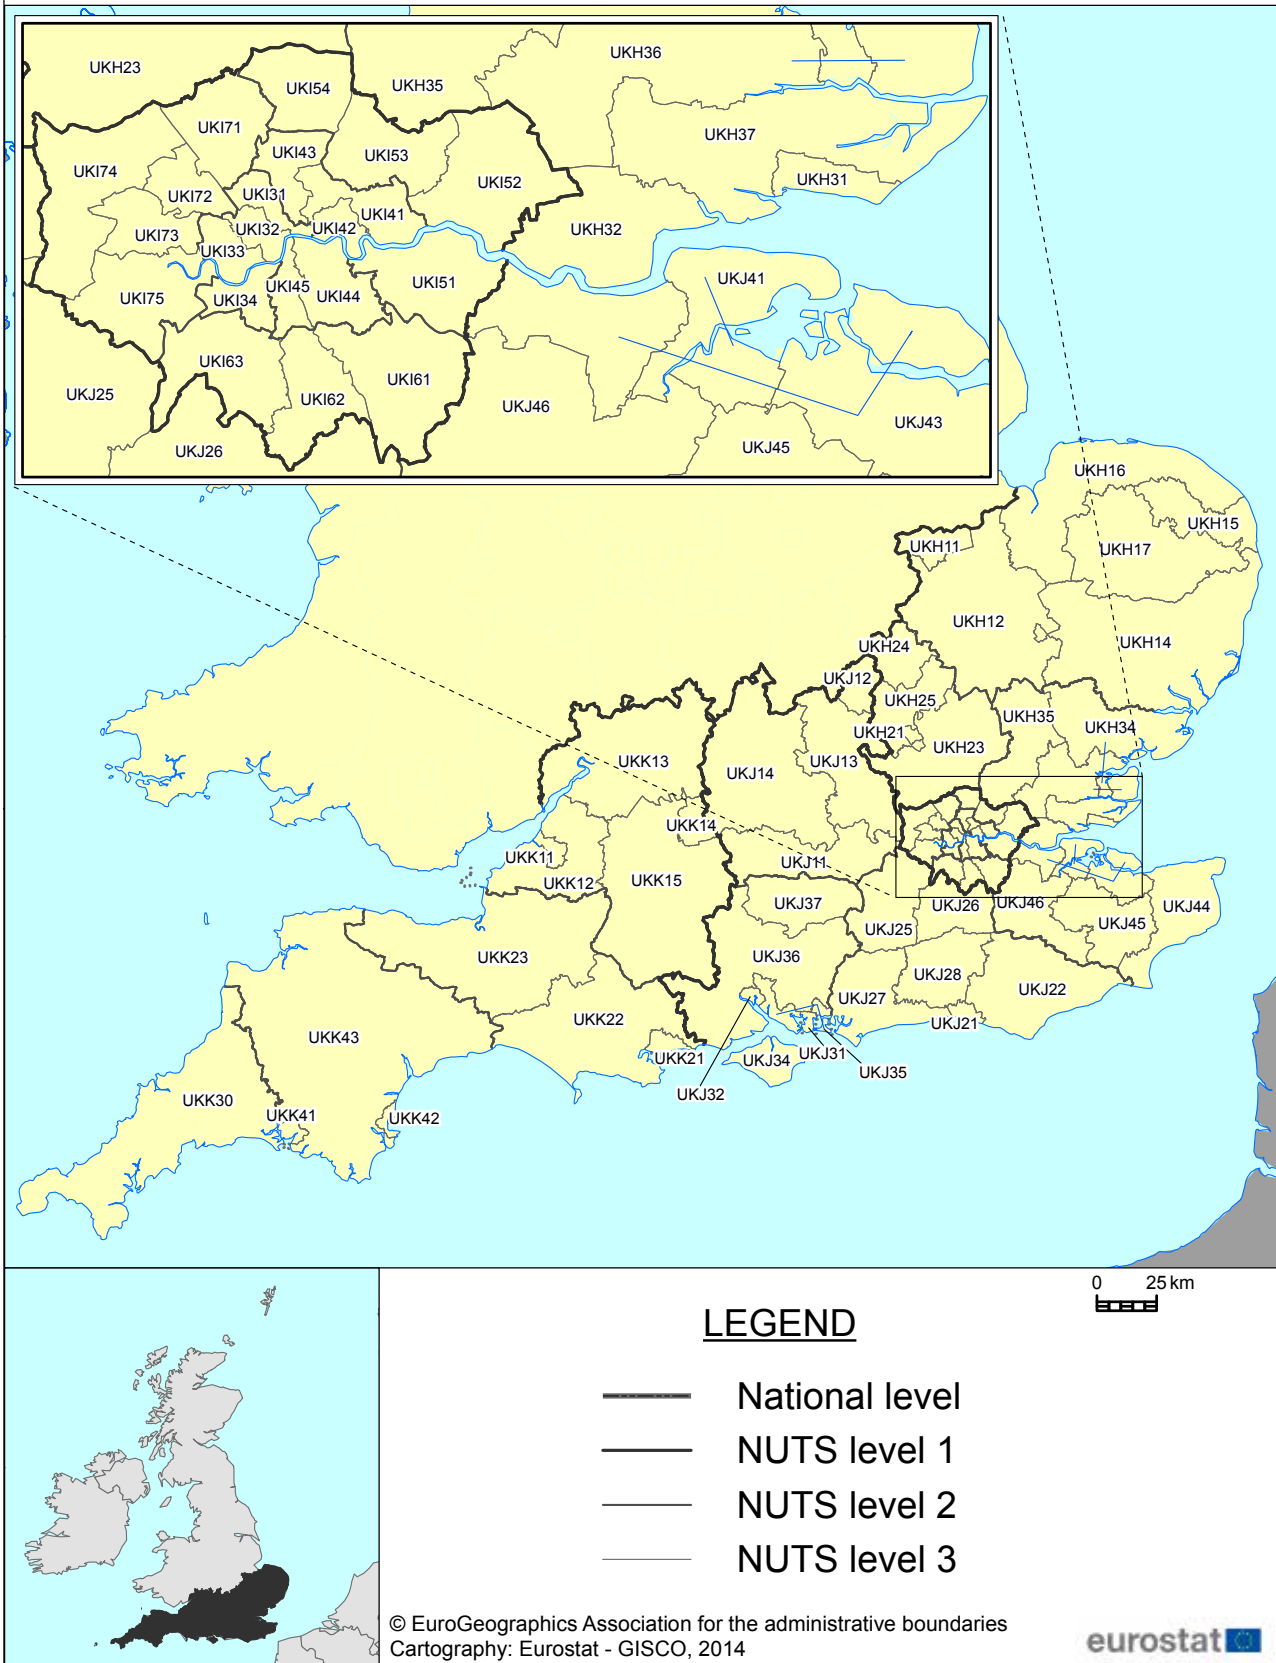 UKH23
UKI54
UKH35
UKH36
UKI71
UKH37
UKI43
UKI53
UKI74
UKI52
UKH31
UKI72
UKI31
UKI41
UKI73
UKI32
UKI42
UKH32
UKI33
UKI75
UKI34
UKI45
UKI44
UKI51
UKJ41
UKI63
UKI61
UKJ25
UKI62
UKJ46
UKJ43
UKJ26
UKJ45
UKH16
UKH15
UKH11
UKH17
UKH12
UKH24
UKH14
UKJ12
UKH25
UKH35
UKH34
UKH21
UKH23
UKK13
UKJ14
UKJ13
UKK14
UKK11
UKJ11
UKK12
UKK15
UKJ37
UKJ26
UKJ46
UKJ44
UKJ25
UKJ45
UKK23
UKJ36
UKJ28
UKJ22
UKJ27
UKK22
UKJ21
UKK43
UKK21
UKJ34
UKJ31
UKJ35
UKJ32
UKK30
UKK41
UKK42
0 25 km
LEGEND
National level
NUTS level 1
NUTS level 2
NUTS level 3
© EuroGeographics Association for the administrative boundaries
Cartography: Eurostat - GISCO, 2014
eurostat